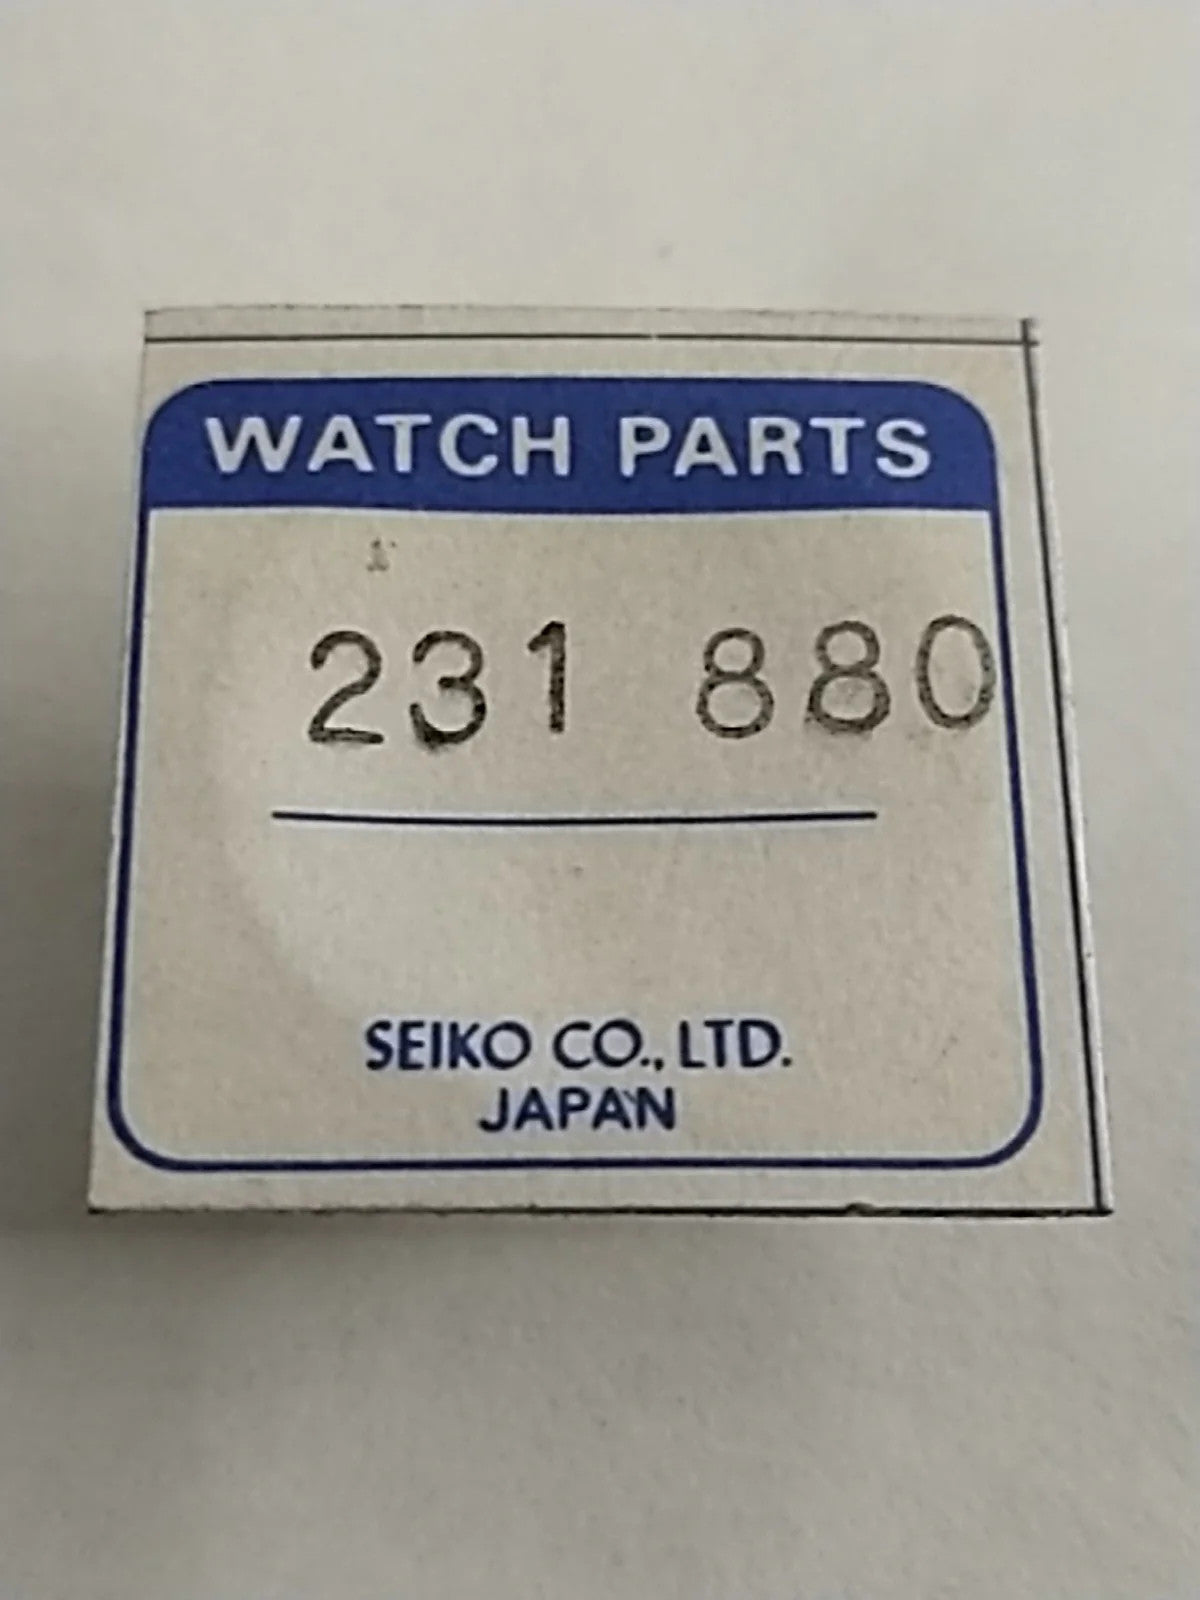 WATCH PARTS
231 880
SEIKO CO., LTD.
JAPAN